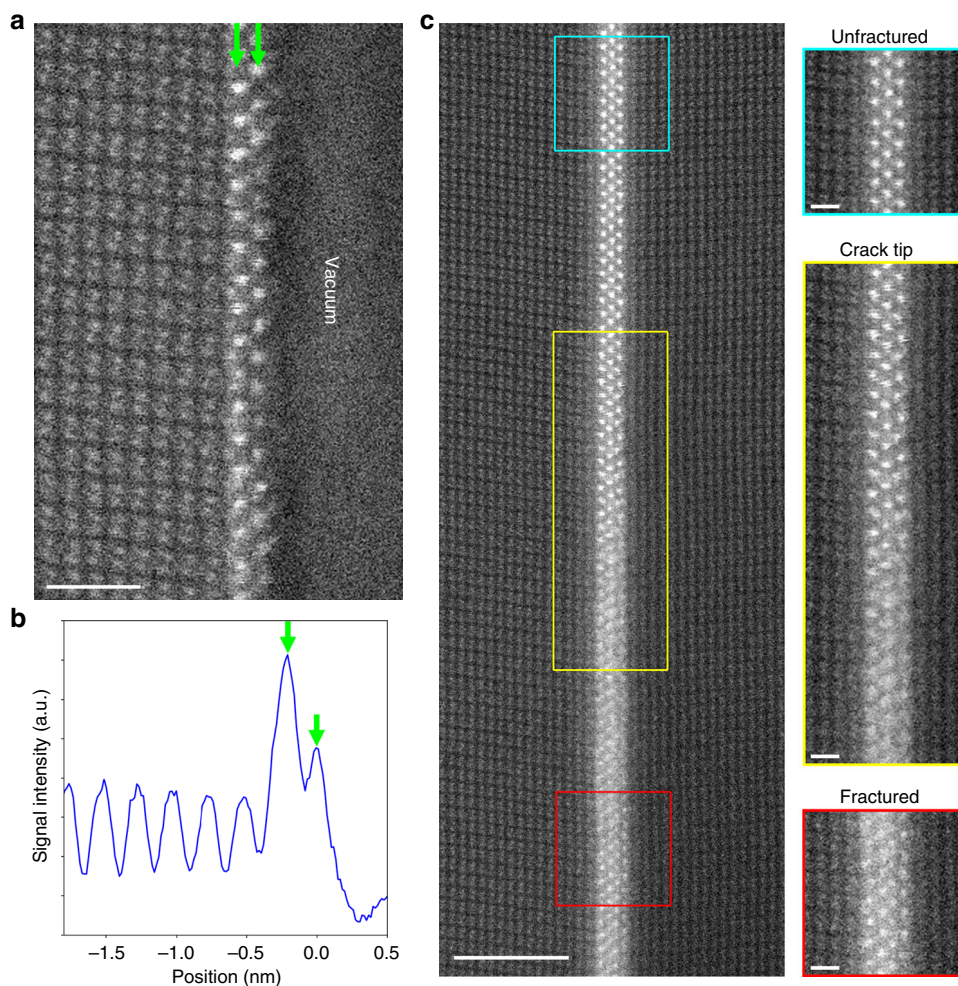 a
Vacuum
b
Signal intensity (a.u.)
−1.5
−1.0
−0.5
0.0
0.5
Position (nm)
c
Unfractured
Crack tip
Fractured